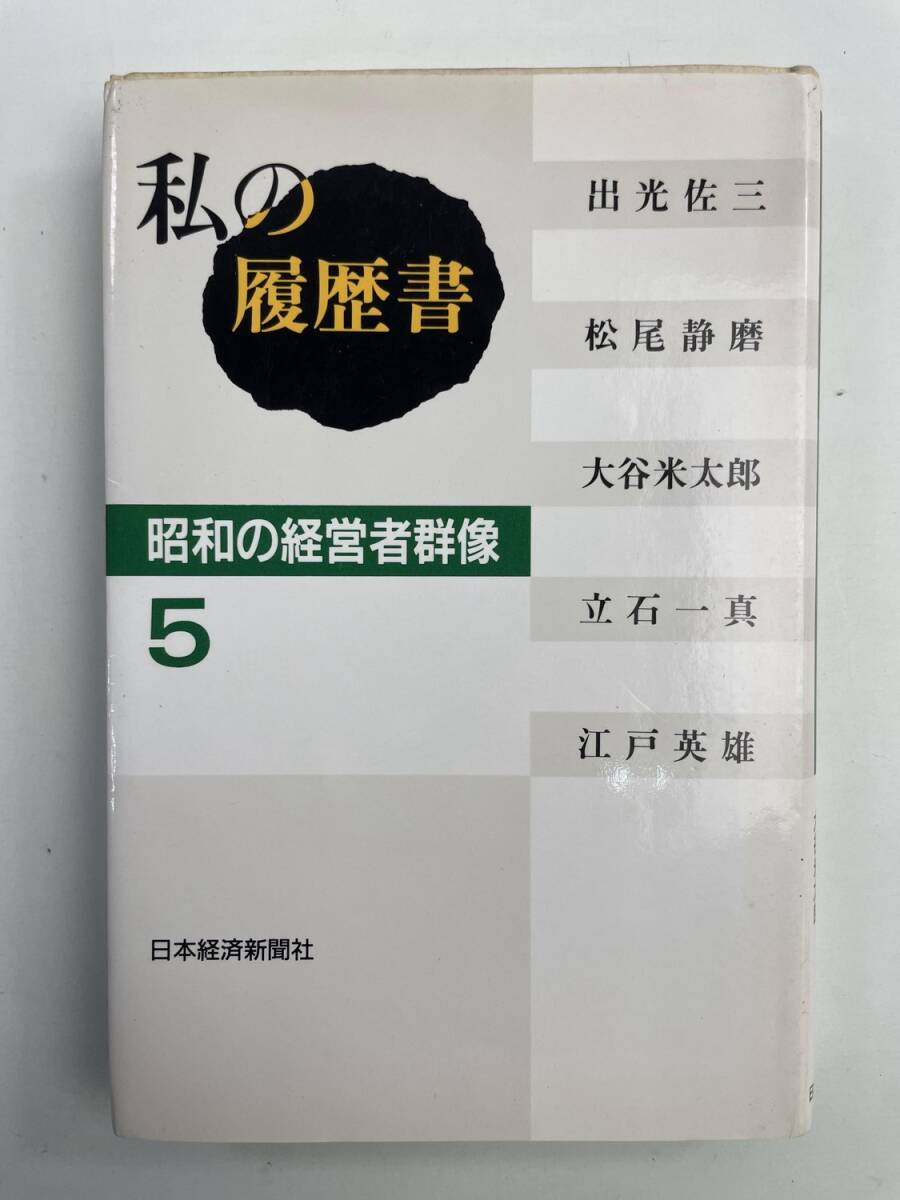 私の
履歴書
昭和の経営者群像
5
出光佐三
松尾静磨
大谷米太郎
立石一真
江戸英雄
日本経済新聞社